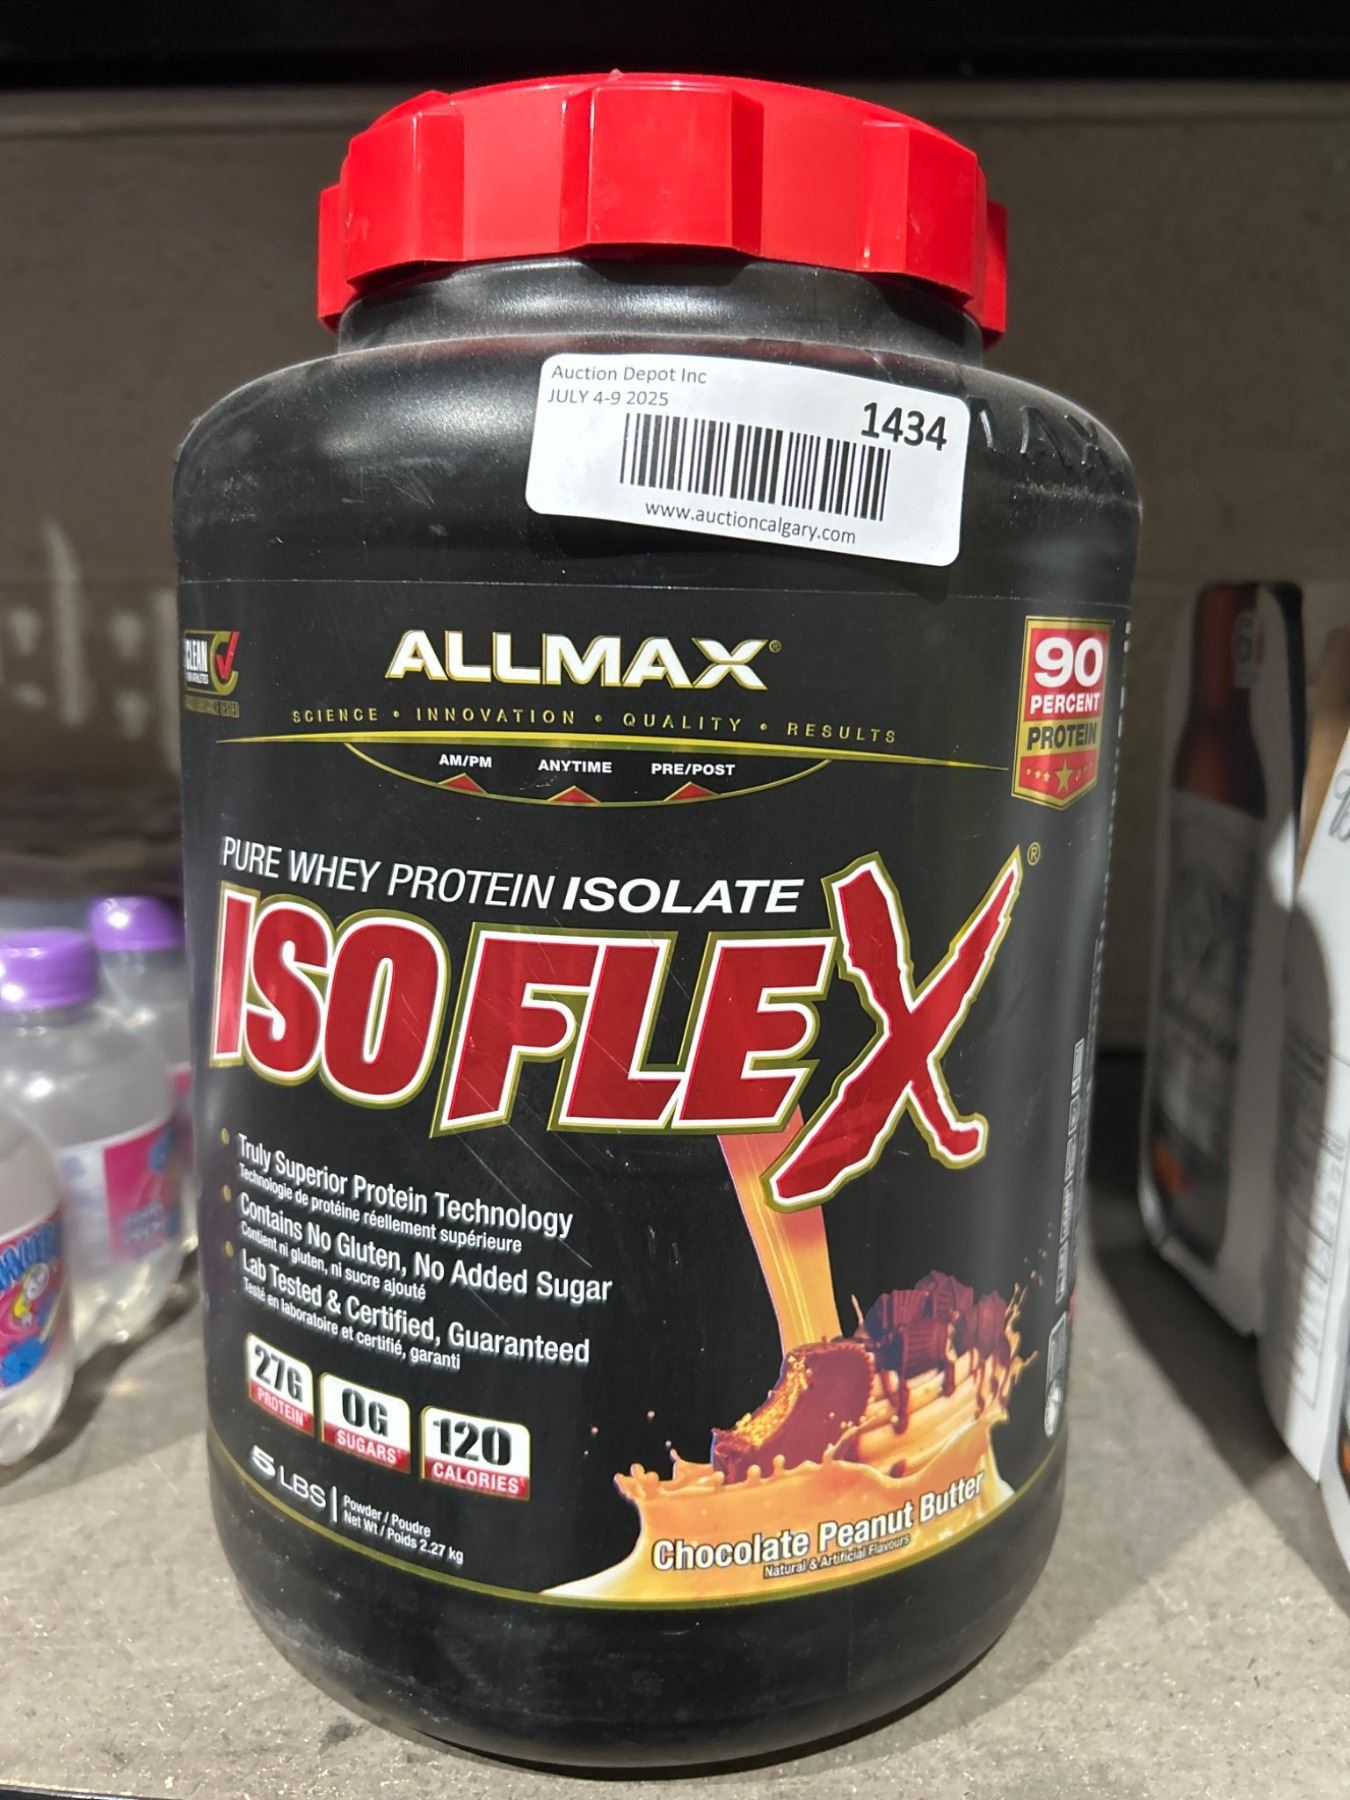 Auction Depot Inc
JULY 4-9 2025
1434
www.auctioncalgary.com
CLEAN
ALLMAX®
SCIENCE • INNOVATION • QUALITY • RESULTS
90
PERCENT
PROTEIN
AM/PM ANYTIME PRE/POST
PURE WHEY PROTEIN ISOLATE
ISOFLEX®
Truly Superior Protein Technology
Technologie de protéine réellement supérieure
Contains No Gluten, No Added Sugar
Contient ni gluten, ni sucre ajouté
Lab Tested & Certified, Guaranteed
Testé en laboratoire et certifié, garanti
27G
PROTEIN
0G
SUGARS
120
CALORIES
5 LBS
Powder / Poudre
Net Wt / Poids 2.27 kg
Chocolate Peanut Butter
Natural & Artificial Flavours